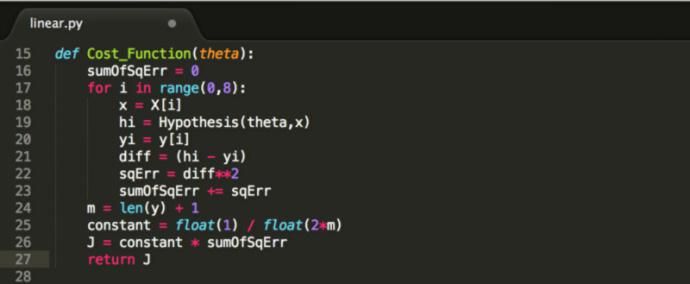 linear.py
15 def Cost_Function(theta):
16     sumOfSqErr = 0
17     for i in range(0,8):
18         x = X[i]
19         hi = Hypothesis(theta,x)
20         yi = y[i]
21         diff = (hi - yi)
22         sqErr = diff**2
23         sumOfSqErr += sqErr
24     m = len(y) + 1
25     constant = float(1) / float(2*m)
26     J = constant * sumOfSqErr
27     return J
28